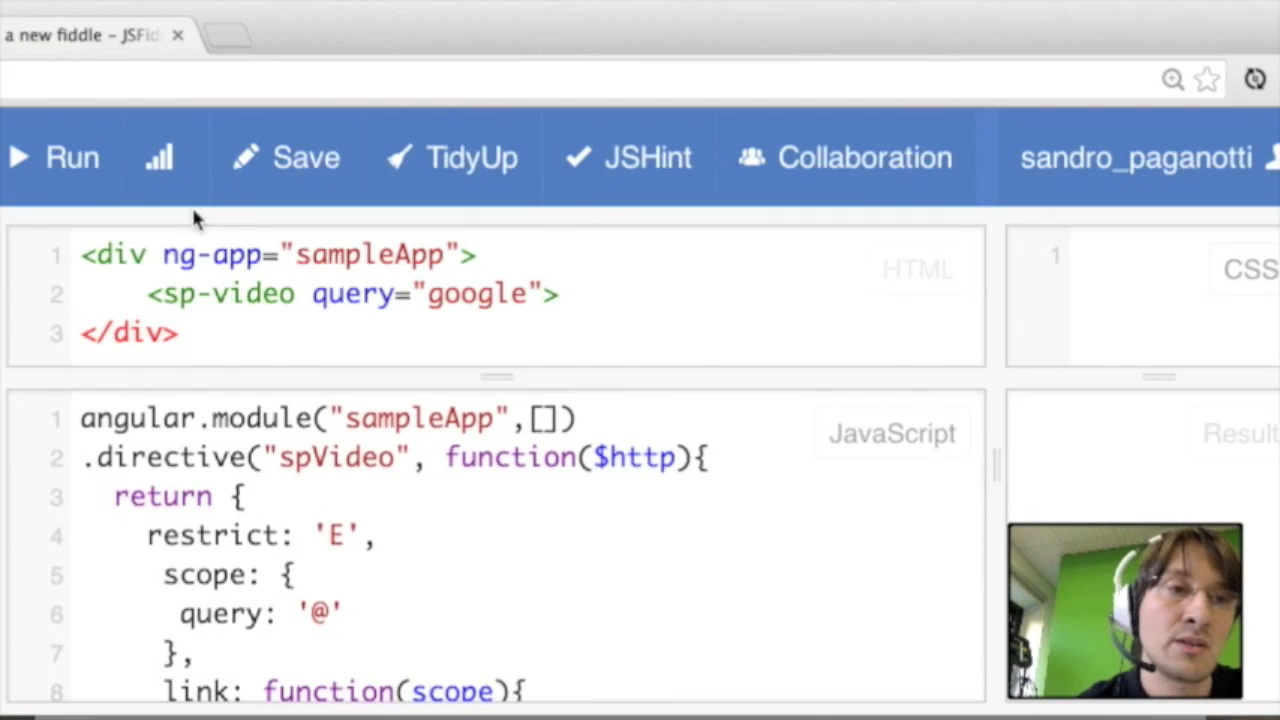 a new fiddle – JSFid
Run Save TidyUp JSHint Collaboration sandro_paganotti
1 <div ng-app="sampleApp">
2 <sp-video query="google">
3 </div>
HTML
1
CSS
1 angular.module("sampleApp",[])
2 .directive("spVideo", function($http){
3 return {
4 restrict: 'E',
5 scope: {
6 query: '@'
7 },
8 link: function(scope){
JavaScript
Result